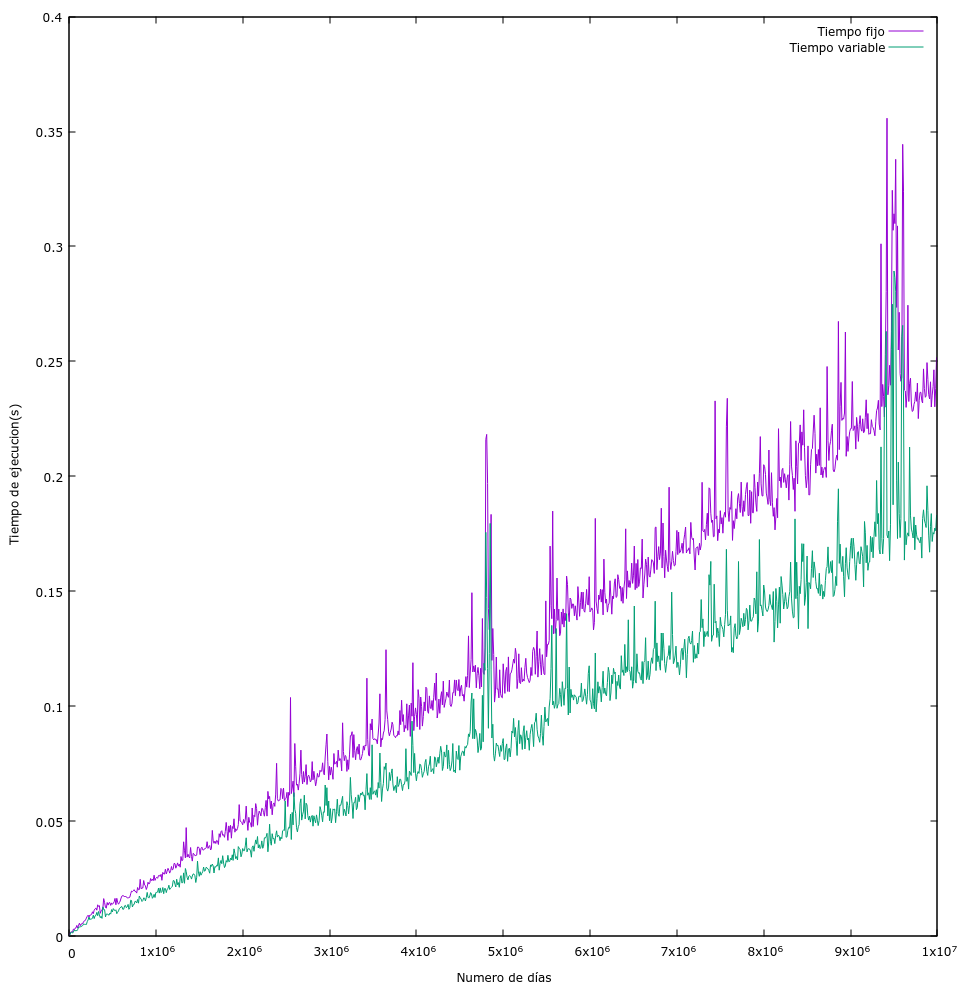 Tiempo fijo
Tiempo variable
0.4
0.35
0.3
0.25
0.2
0.15
0.1
0.05
0
Tiempo de ejecucion(s)
0 1x10⁶ 2x10⁶ 3x10⁶ 4x10⁶ 5x10⁶ 6x10⁶ 7x10⁶ 8x10⁶ 9x10⁶ 1x10⁷
Numero de días